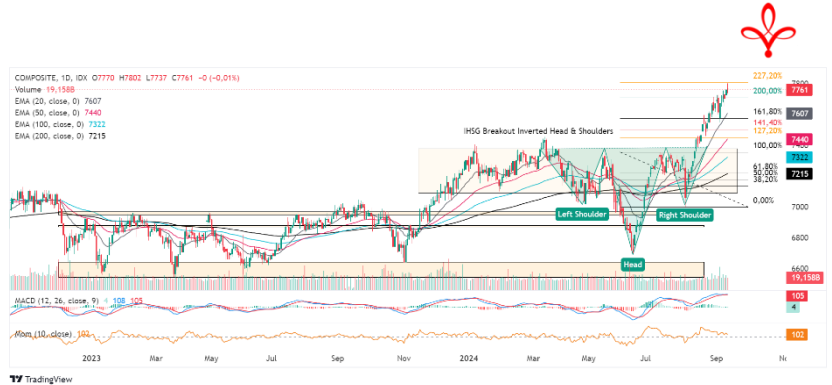 COMPOSITE, 1D, IDX O7770 H7802 L7737 C7761 −0 (−0,01%)
Volume 19,158B
EMA (20, close, 0) 7607
EMA (50, close, 0) 7440
EMA (100, close, 0) 7322
EMA (200, close, 0) 7215
227,20%
7800
200,00%
7761
161,80%
7607
141,40%
127,20%
7440
IHSG Breakout Inverted Head & Shoulders
100,00%
7400
7322
61,80%
50,00%
38,20%
7215
0,00%
7000
Left Shoulder
Right Shoulder
6800
Head
6600
19,158B
MACD (12, 26, close, 9) 4 108 105
105
4
Mom (10, close) 102
102
2023
Mar
May
Jul
Sep
Nov
2024
Mar
May
Jul
Sep
TradingView